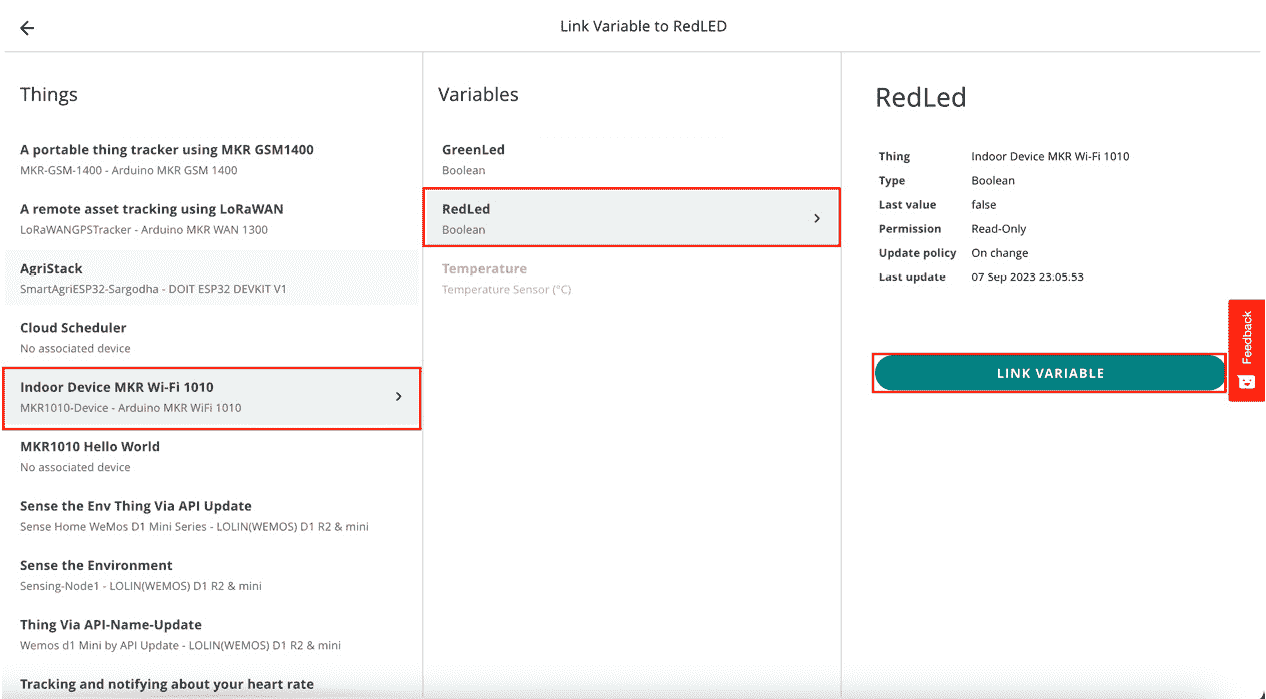 Link Variable to RedLED
Things
A portable thing tracker using MKR GSM1400
MKR-GSM-1400 - Arduino MKR GSM 1400
A remote asset tracking using LoRaWAN
LoRaWANGPSTracker - Arduino MKR WAN 1300
AgriStack
SmartAgriESP32-Sargodha - DOIT ESP32 DEVKIT V1
Cloud Scheduler
No associated device
Indoor Device MKR Wi-Fi 1010
MKR1010-Device - Arduino MKR WiFi 1010
MKR1010 Hello World
No associated device
Sense the Env Thing Via API Update
Sense Home WeMos D1 Mini Series - LOLIN(WEMOS) D1 R2 & mini
Sense the Environment
Sensing-Node1 - LOLIN(WEMOS) D1 R2 & mini
Thing Via API-Name-Update
Wemos d1 Mini by API Update - LOLIN(WEMOS) D1 R2 & mini
Tracking and notifying about your heart rate
Variables
GreenLed
Boolean
RedLed
Boolean
Temperature
Temperature Sensor (°C)
RedLed
Thing Indoor Device MKR Wi-Fi 1010
Type Boolean
Last value false
Permission Read-Only
Update policy On change
Last update 07 Sep 2023 23:05.53
LINK VARIABLE
Feedback